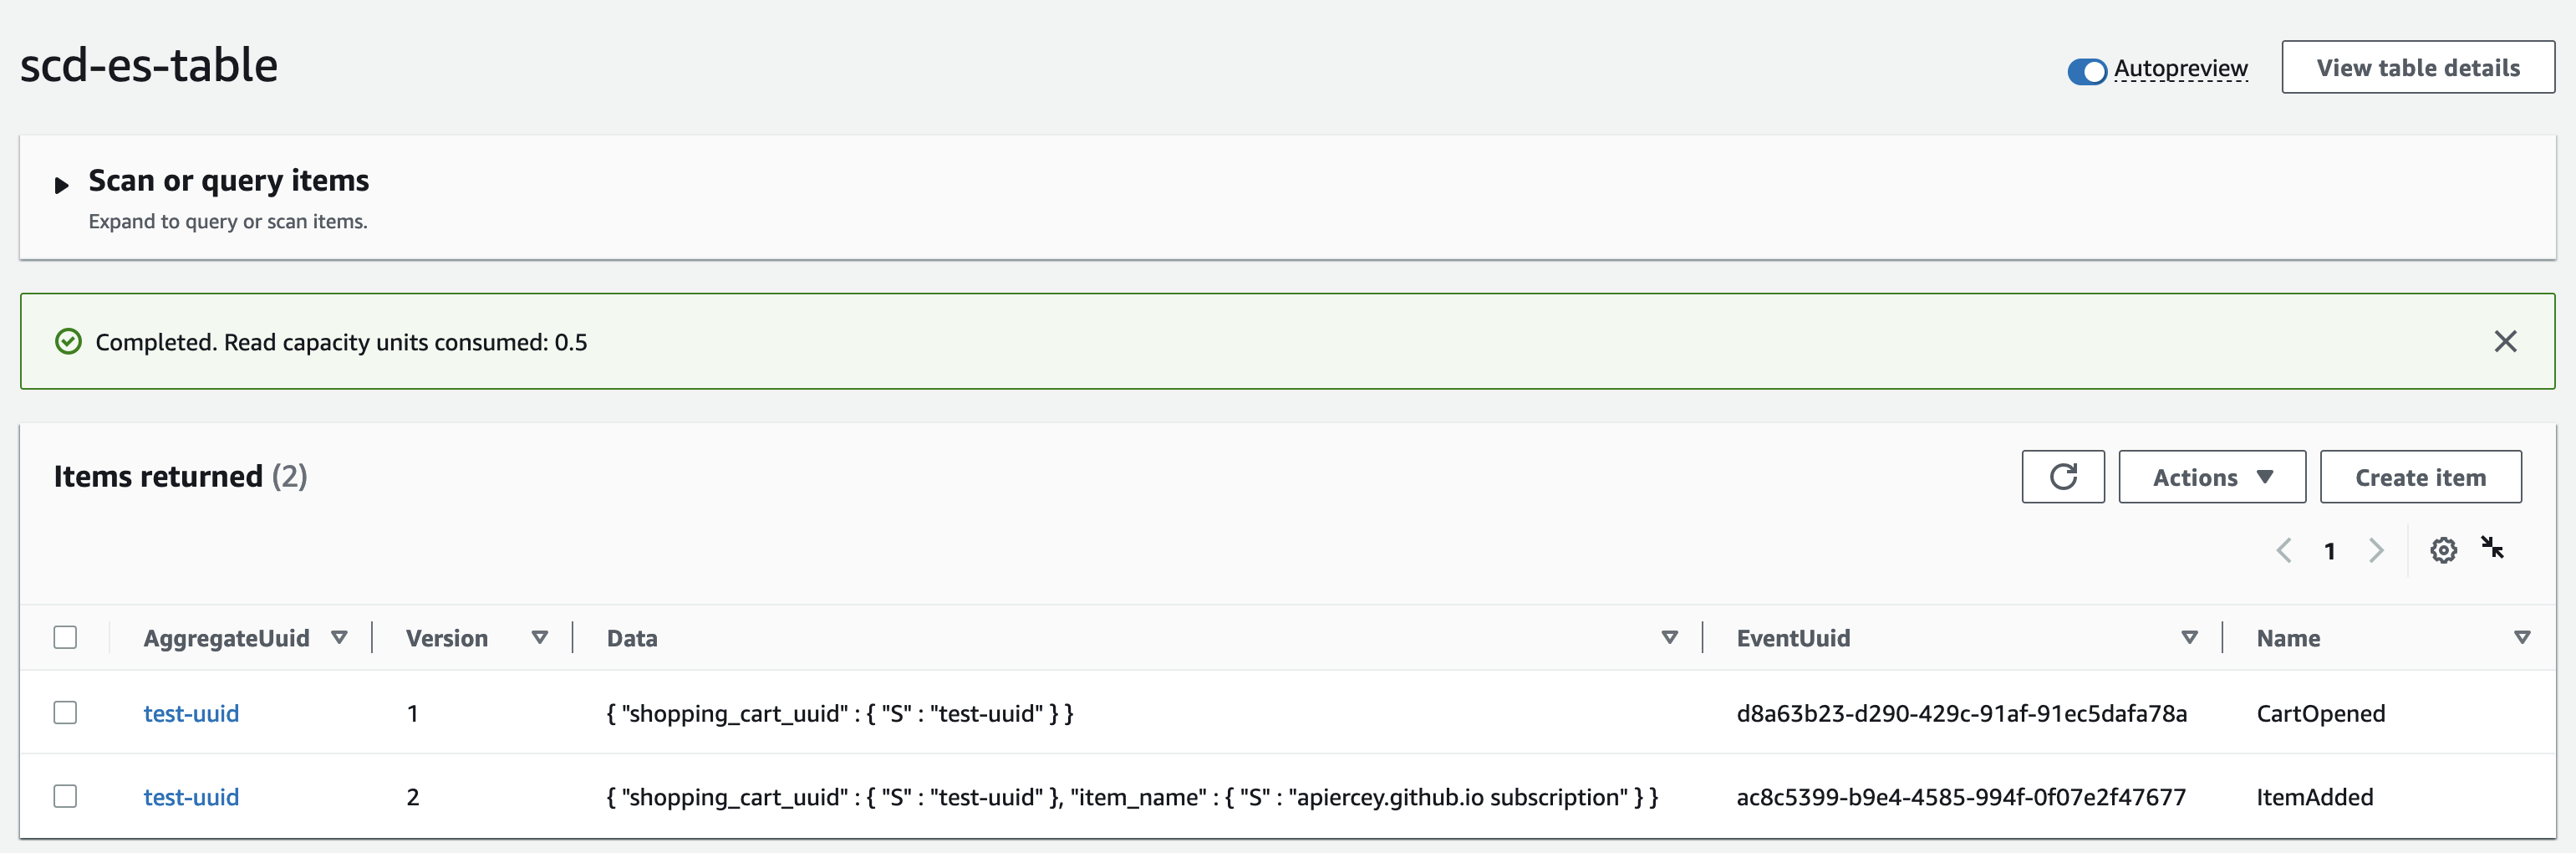 scd-es-table
Autopreview
View table details
Scan or query items
Expand to query or scan items.
Completed. Read capacity units consumed: 0.5
Items returned (2)
Actions
Create item
1
AggregateUuid Version Data EventUuid Name
test-uuid 1 { "shopping_cart_uuid" : { "S" : "test-uuid" } } d8a63b23-d290-429c-91af-91ec5dafa78a CartOpened
test-uuid 2 { "shopping_cart_uuid" : { "S" : "test-uuid" }, "item_name" : { "S" : "apiercey.github.io subscription" } } ac8c5399-b9e4-4585-994f-0f07e2f47677 ItemAdded